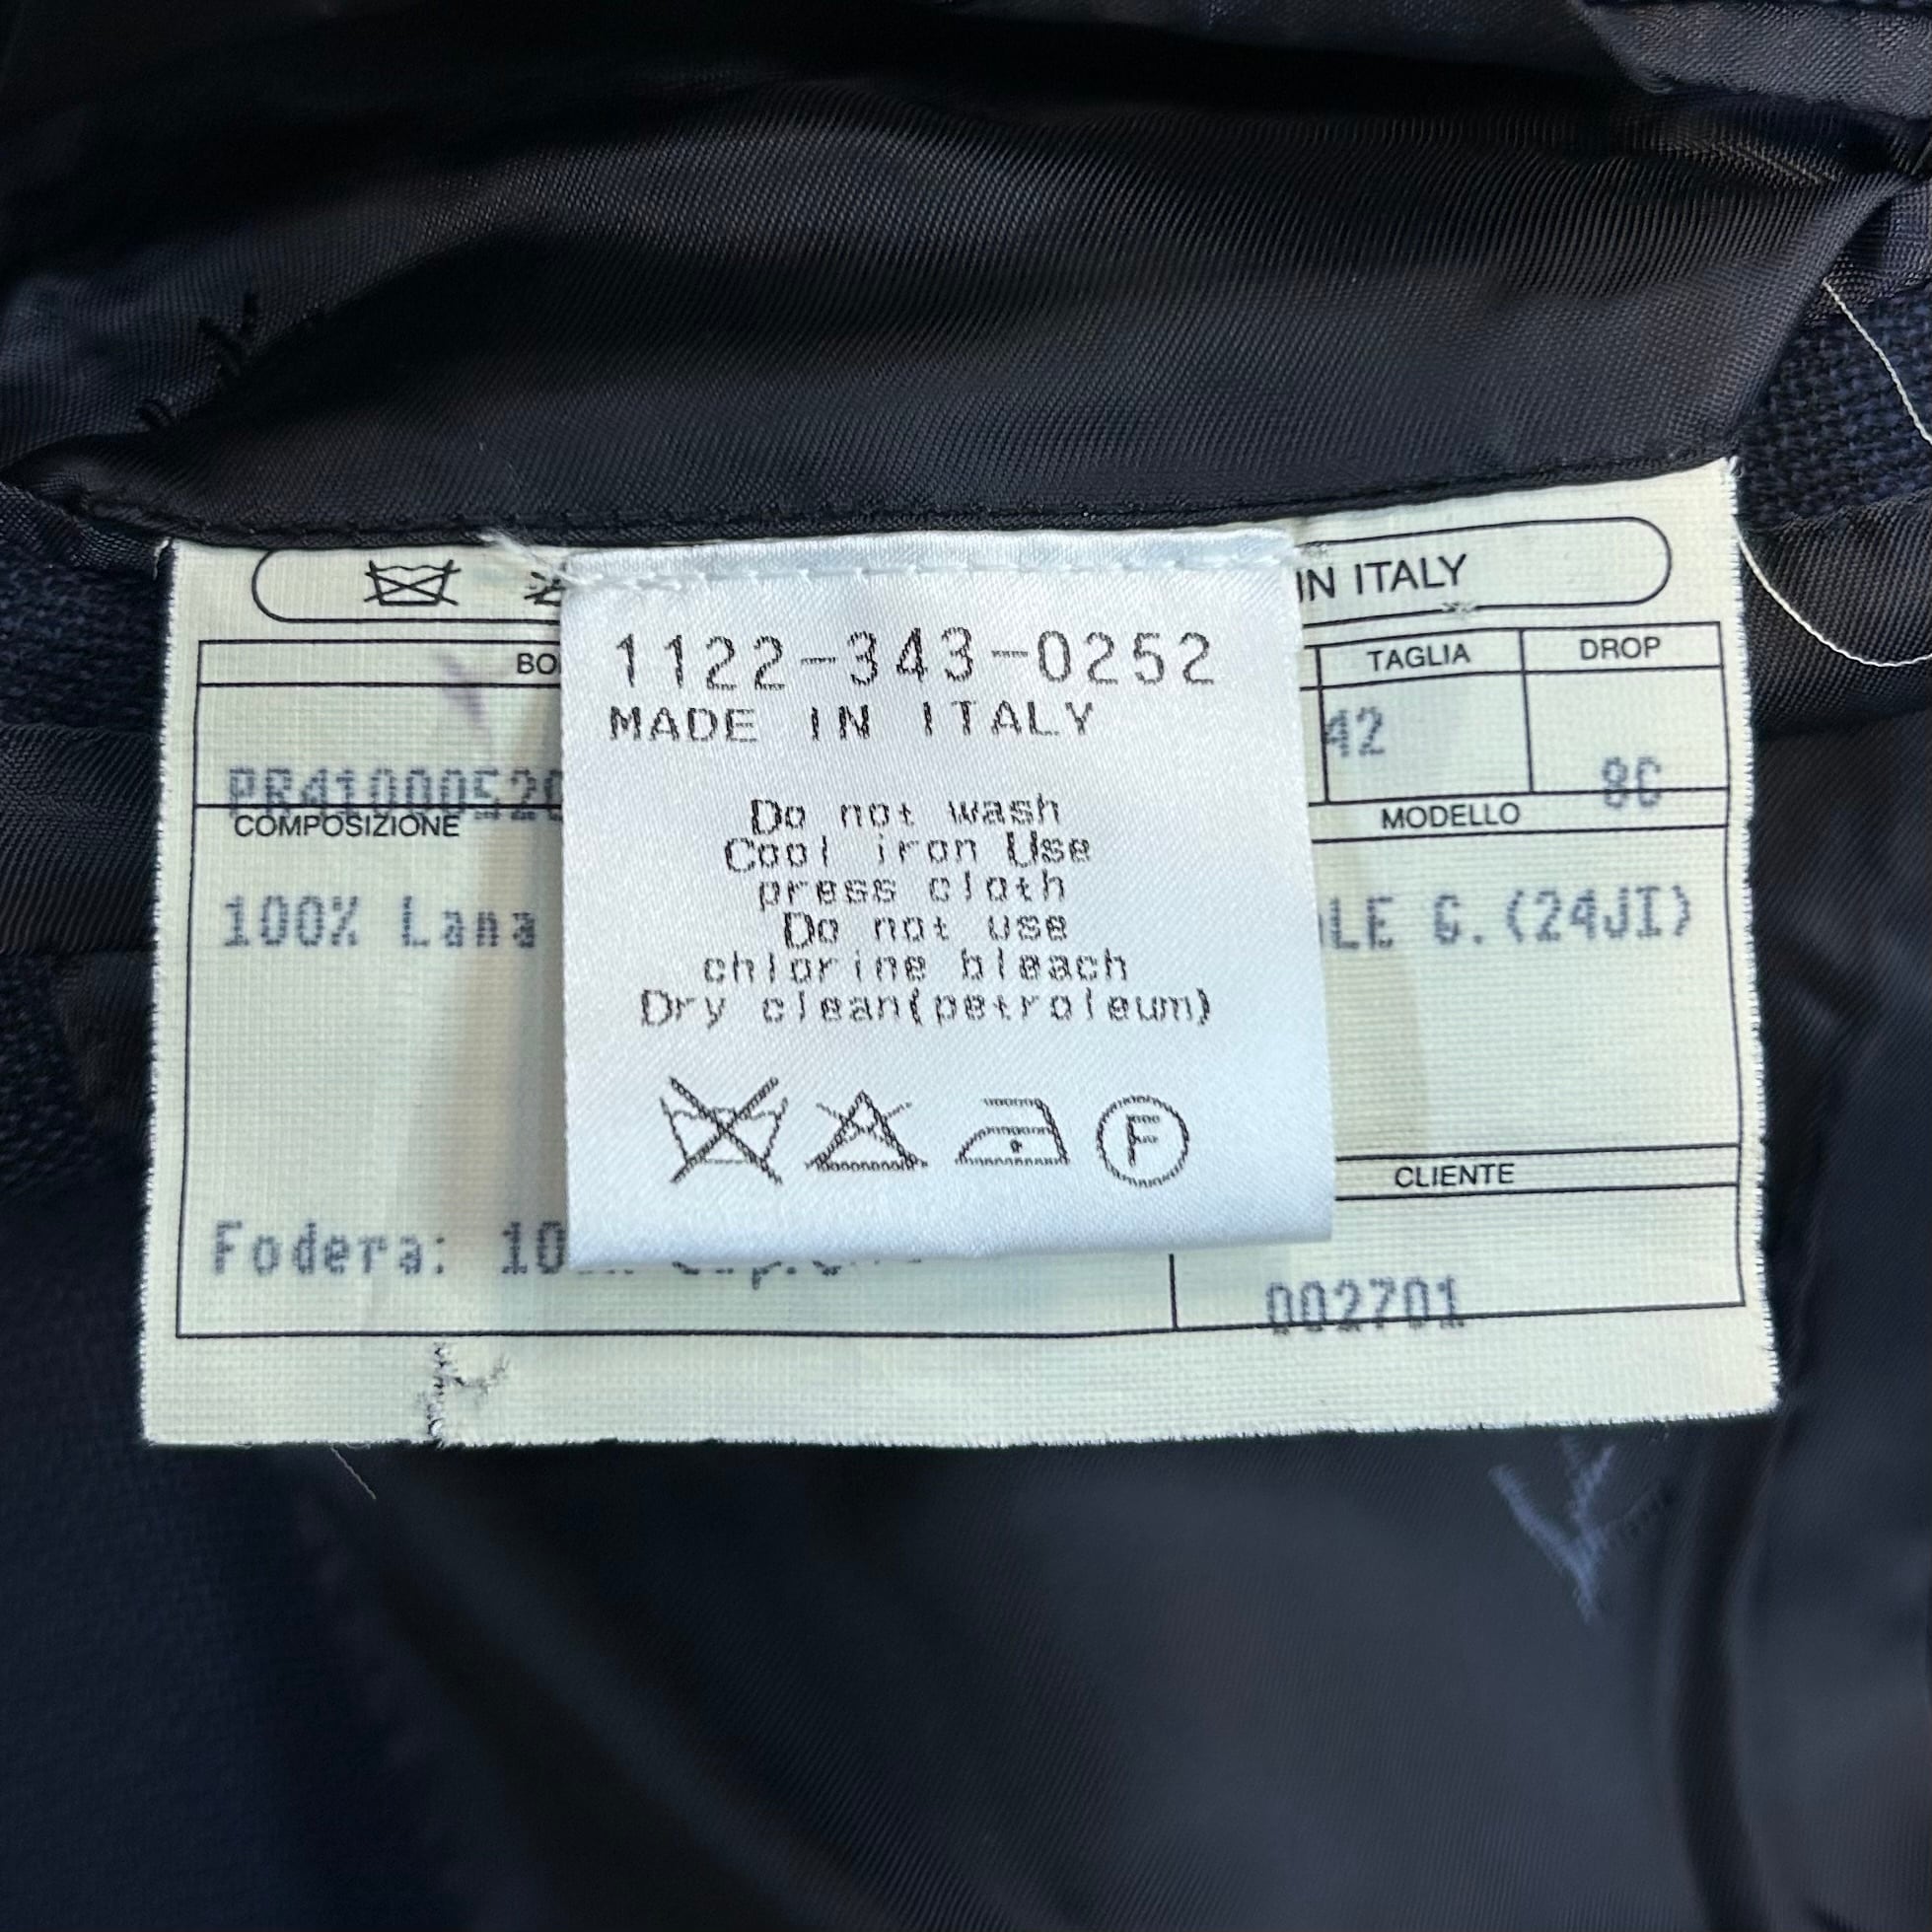 IN ITALY
TAGLIA
DROP
42
8C
COMPOSIZIONE
MODELLO
100% Lana
G.(24JI)
Fodera:
CLIENTE
002701
1122-343-0252
MADE IN ITALY
Do not wash
Cool iron Use
press cloth
Do not use
chlorine bleach
Dry clean(petroleum)
F